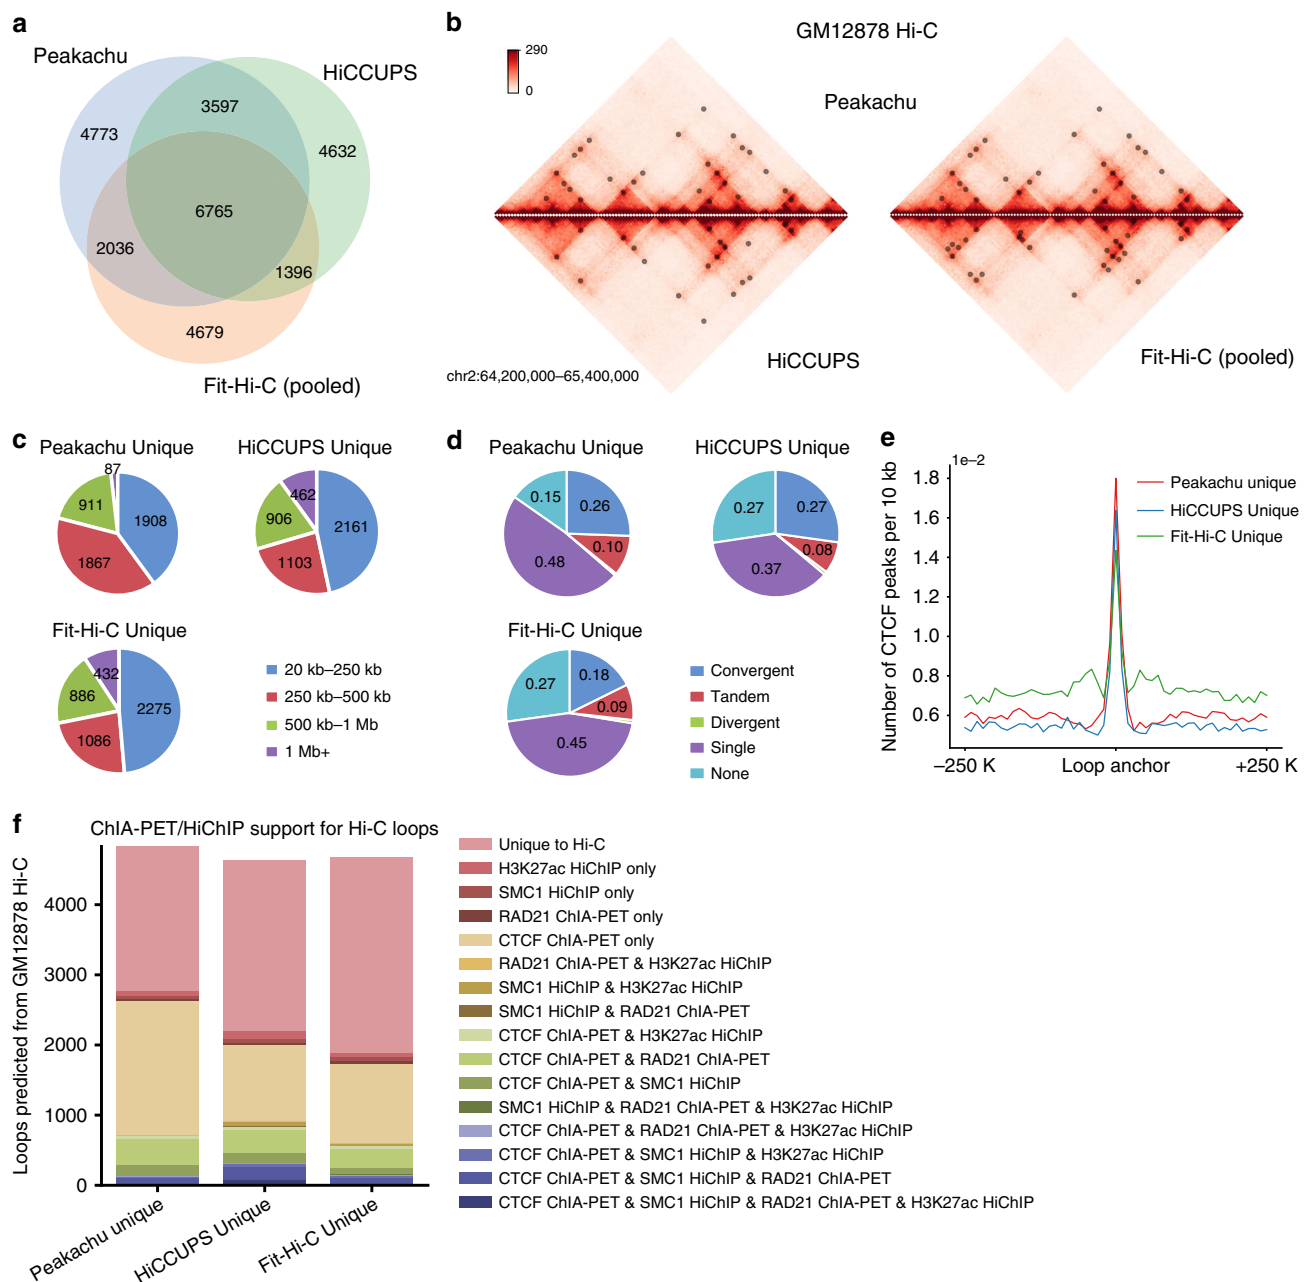 a
Peakachu
HiCCUPS
3597
4773
4632
6765
2036
1396
4679
Fit-Hi-C (pooled)
b
GM12878 Hi-C
290
0
Peakachu
HiCCUPS
Fit-Hi-C (pooled)
chr2:64,200,000–65,400,000
c
Peakachu Unique
87
911
1908
1867
HiCCUPS Unique
462
906
2161
1103
Fit-Hi-C Unique
432
886
2275
1086
20 kb–250 kb
250 kb–500 kb
500 kb–1 Mb
1 Mb+
d
Peakachu Unique
0.15
0.26
0.10
0.48
HiCCUPS Unique
0.27
0.27
0.08
0.37
Fit-Hi-C Unique
0.18
0.27
0.09
0.45
Convergent
Tandem
Divergent
Single
None
e
1e–2
Number of CTCF peaks per 10 kb
1.8
1.6
1.4
1.2
1.0
0.8
0.6
Peakachu unique
HiCCUPS Unique
Fit-Hi-C Unique
–250 K
Loop anchor
+250 K
f
ChIA-PET/HiChIP support for Hi-C loops
Loops predicted from GM12878 Hi-C
4000
3000
2000
1000
0
Peakachu unique
HiCCUPS Unique
Fit-Hi-C Unique
Unique to Hi-C
H3K27ac HiChIP only
SMC1 HiChIP only
RAD21 ChIA-PET only
CTCF ChIA-PET only
RAD21 ChIA-PET & H3K27ac HiChIP
SMC1 HiChIP & H3K27ac HiChIP
SMC1 HiChIP & RAD21 ChIA-PET
CTCF ChIA-PET & H3K27ac HiChIP
CTCF ChIA-PET & RAD21 ChIA-PET
CTCF ChIA-PET & SMC1 HiChIP
SMC1 HiChIP & RAD21 ChIA-PET & H3K27ac HiChIP
CTCF ChIA-PET & RAD21 ChIA-PET & H3K27ac HiChIP
CTCF ChIA-PET & SMC1 HiChIP & H3K27ac HiChIP
CTCF ChIA-PET & SMC1 HiChIP & RAD21 ChIA-PET
CTCF ChIA-PET & SMC1 HiChIP & RAD21 ChIA-PET & H3K27ac HiChIP